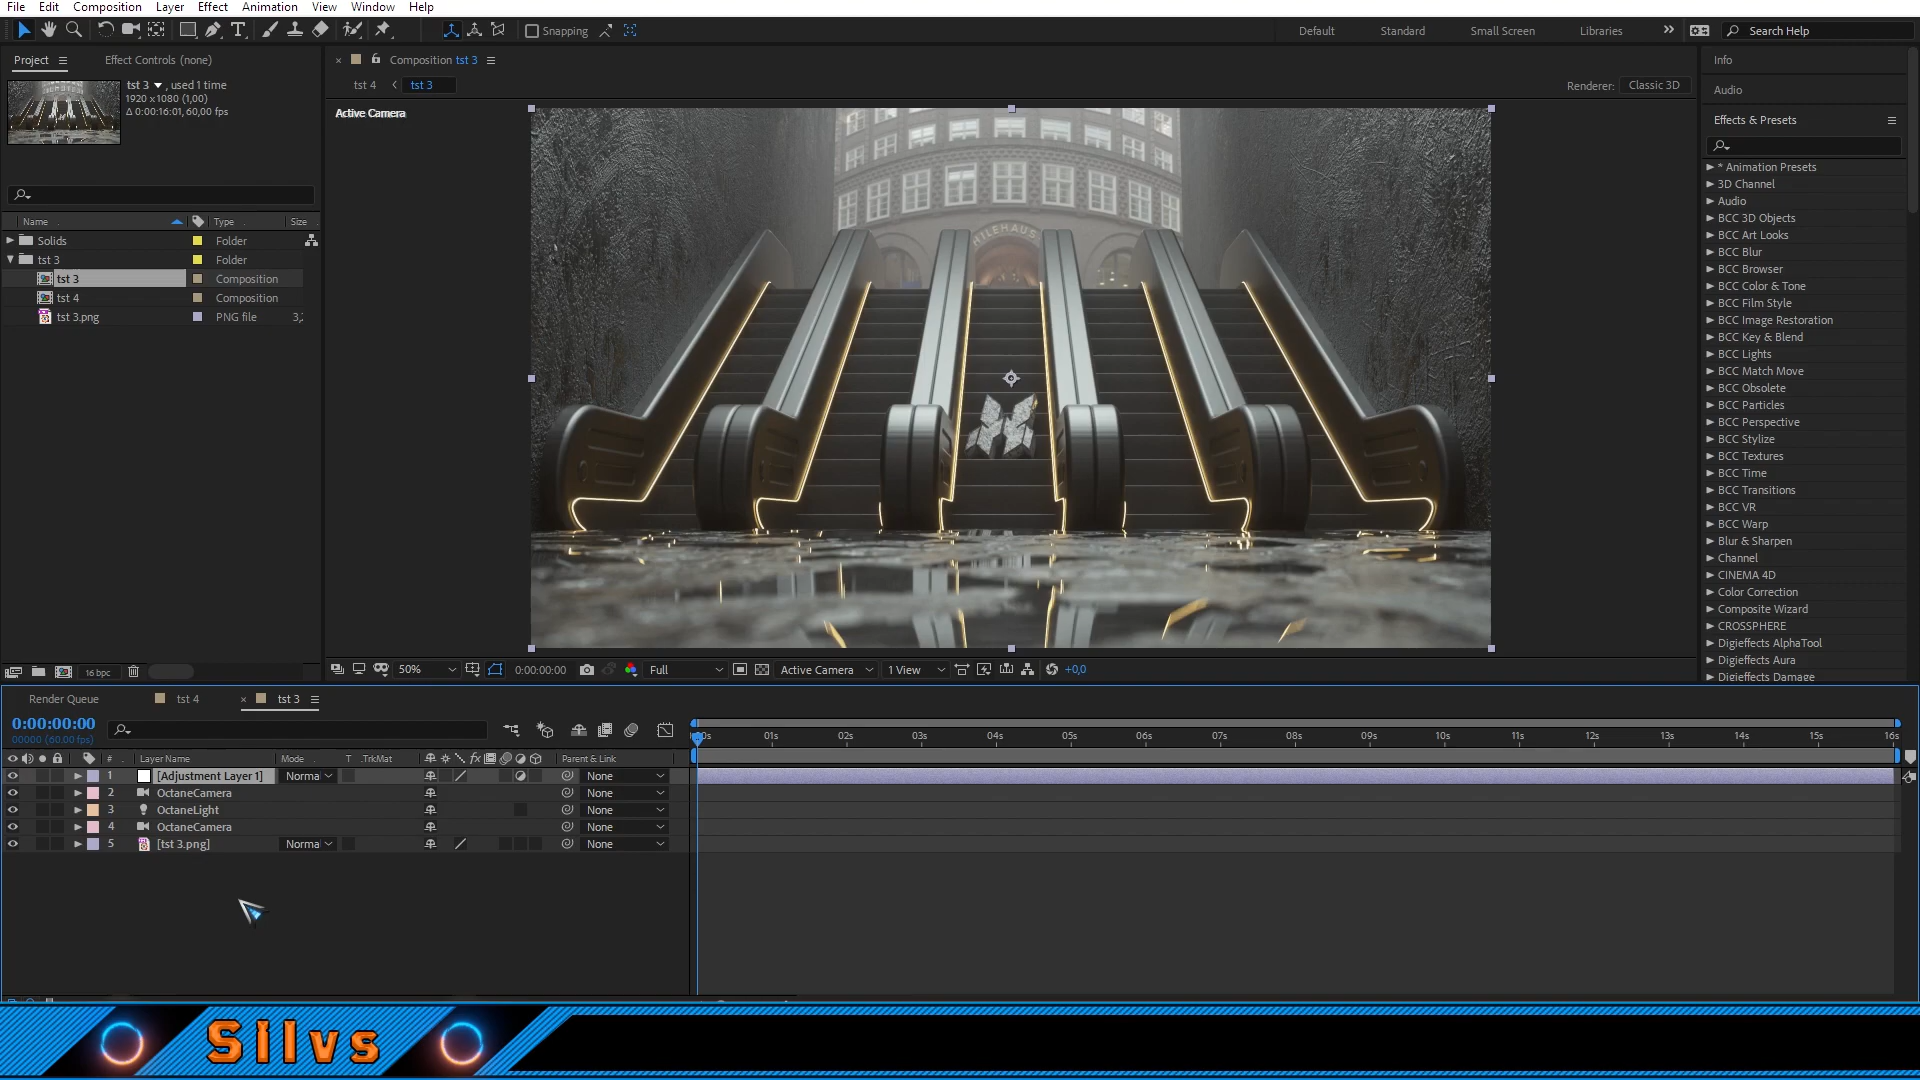 File Edit Composition Layer Effect Animation View Window Help
Snapping
Default Standard Small Screen Libraries
Search Help
Project
Effect Controls (none)
Composition tst 3
Info
tst 3 , used 1 time
1920 x1080 (1,00)
Δ 0:00:16:01, 60,00 fps
tst 4 tst 3
Renderer: Classic 3D
Audio
Active Camera
Effects & Presets
Name Type Size
Solids Folder
tst 3 Folder
tst 3 Composition
tst 4 Composition
tst 3.png PNG file 3,
* Animation Presets
3D Channel
Audio
BCC 3D Objects
BCC Art Looks
BCC Blur
BCC Browser
BCC Color & Tone
BCC Film Style
BCC Image Restoration
BCC Key & Blend
BCC Lights
BCC Match Move
BCC Obsolete
BCC Particles
BCC Perspective
BCC Stylize
BCC Textures
BCC Time
BCC Transitions
BCC VR
BCC Warp
Blur & Sharpen
Channel
CINEMA 4D
Color Correction
Composite Wizard
CROSSPHERE
Digieffects AlphaTool
Digieffects Aura
Digieffects Damage
HILEHAUS
16 bpc
50% 0:00:00:00 Full Active Camera 1 View +0,0
Render Queue tst 4 tst 3
0:00:00:00
00000 (60.00 fps)
00s 01s 02s 03s 04s 05s 06s 07s 08s 09s 10s 11s 12s 13s 14s 15s 16s
# Layer Name Mode T .TrkMat fx Parent & Link
1 [Adjustment Layer 1] Norma None
2 OctaneCamera None
3 OctaneLight None
4 OctaneCamera None
5 [tst 3.png] Norma None
Silvs